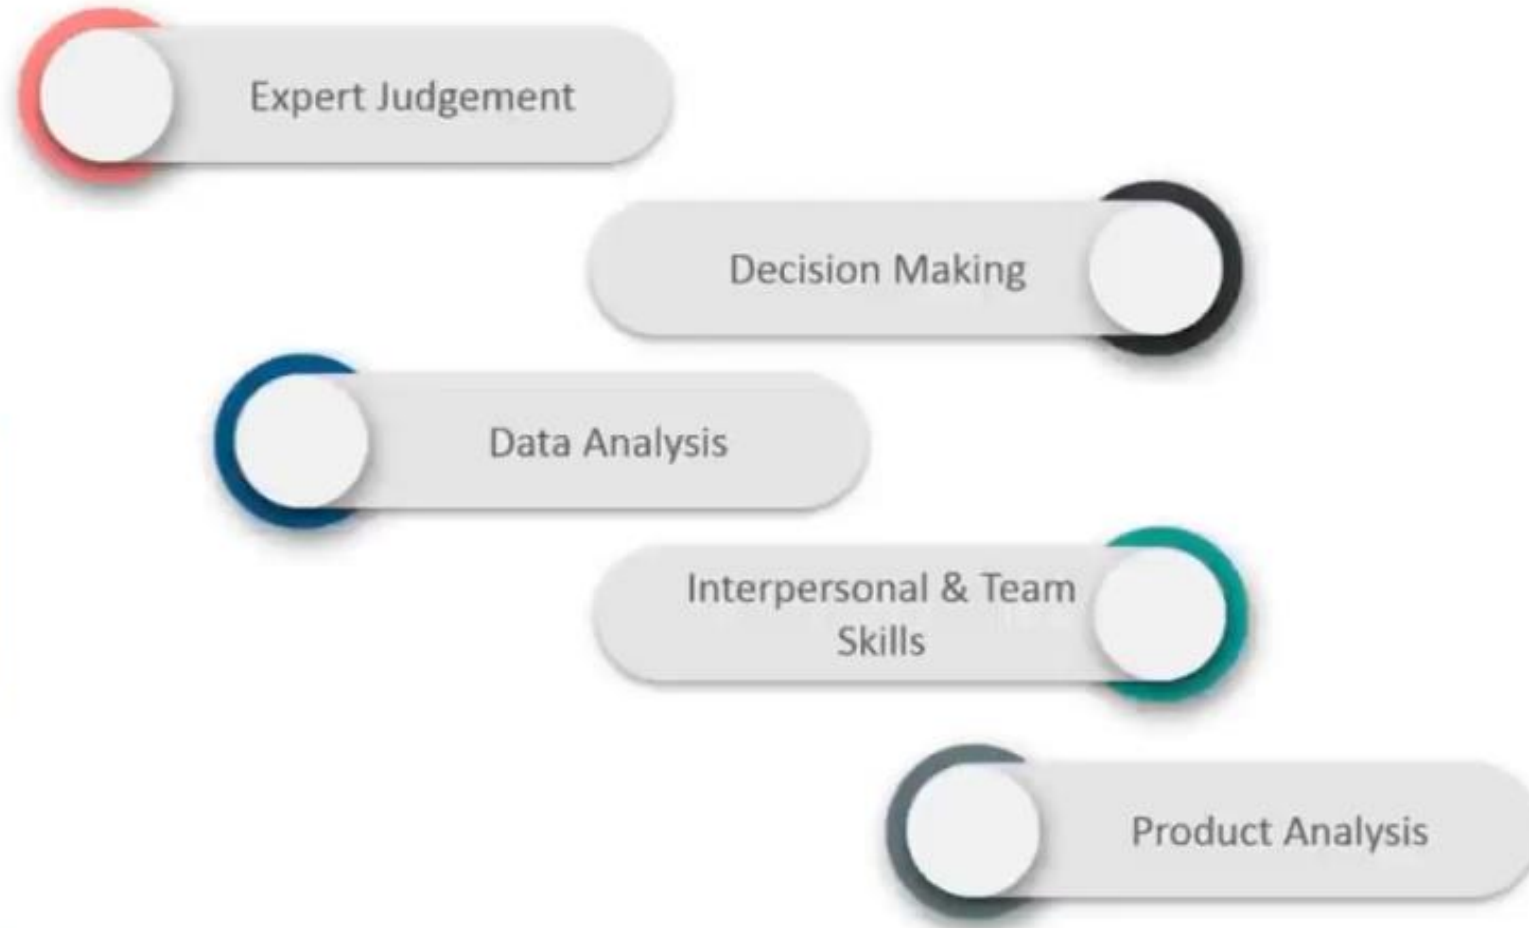 Expert Judgement
Decision Making
Data Analysis
Interpersonal & Team
Skills
Product Analysis